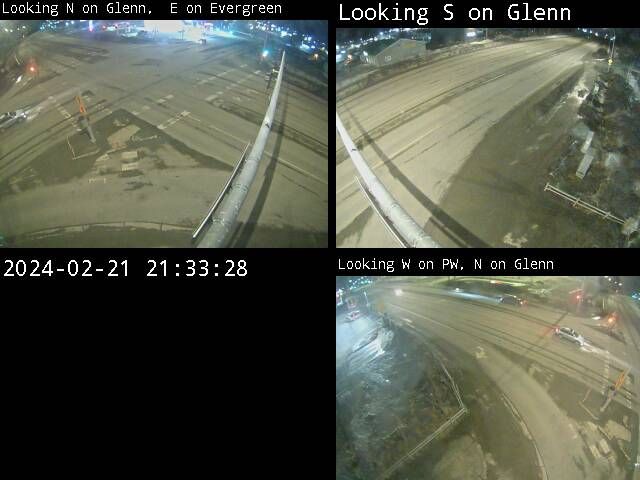 Looking N on Glenn,  E on Evergreen
Looking S on Glenn
2024-02-21 21:33:28
Looking W on PW, N on Glenn